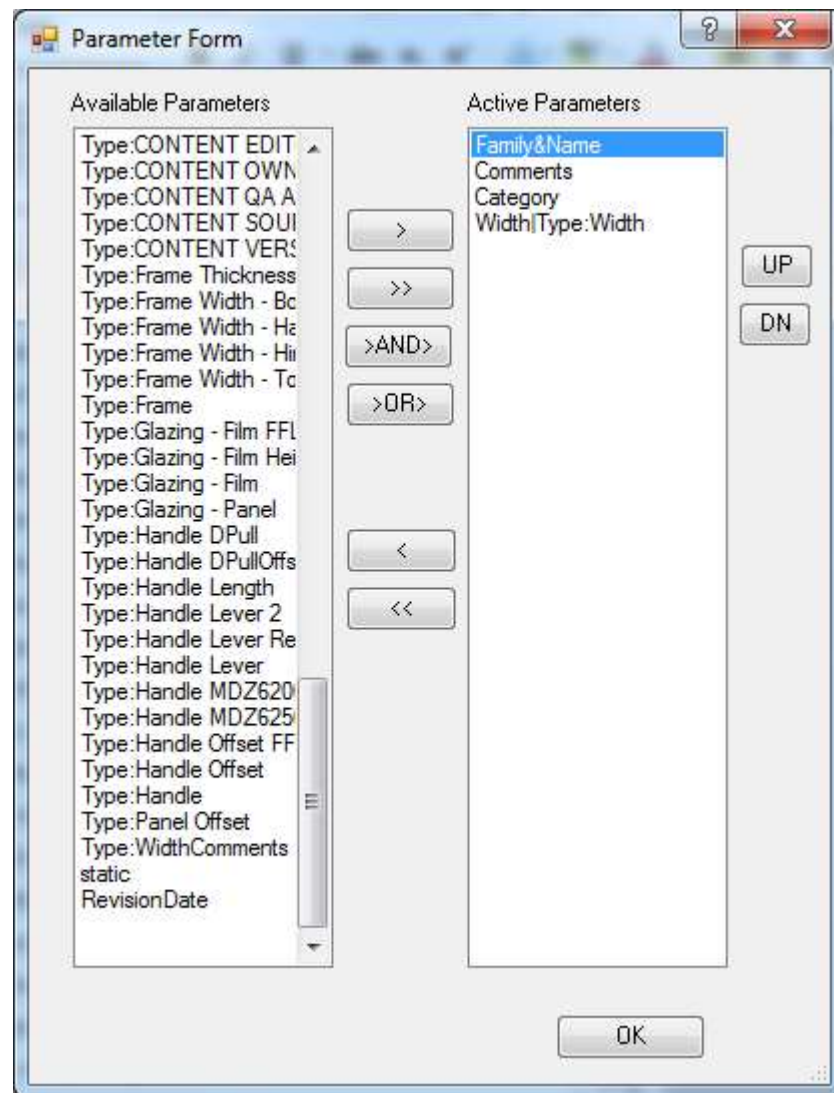 Parameter Form
?
X
Available Parameters
Type:CONTENT EDIT
Type:CONTENT OWN
Type:CONTENT QA A
Type:CONTENT SOU
Type:CONTENT VERS
Type:Frame Thickness
Type:Frame Width - Bo
Type:Frame Width - Ha
Type:Frame Width - Hi
Type:Frame Width - To
Type:Frame
Type:Glazing - Film FFL
Type:Glazing - Film Hei
Type:Glazing - Film
Type:Glazing - Panel
Type:Handle DPull
Type:Handle DPullOffs
Type:Handle Length
Type:Handle Lever 2
Type:Handle Lever Re
Type:Handle Lever
Type:Handle MDZ620
Type:Handle MDZ625
Type:Handle Offset FF
Type:Handle Offset
Type:Handle
Type:Panel Offset
Type:WidthComments
static
RevisionDate
>
>>
>AND>
>OR>
<
<<
Active Parameters
Family&Name
Comments
Category
Width|Type:Width
UP
DN
OK